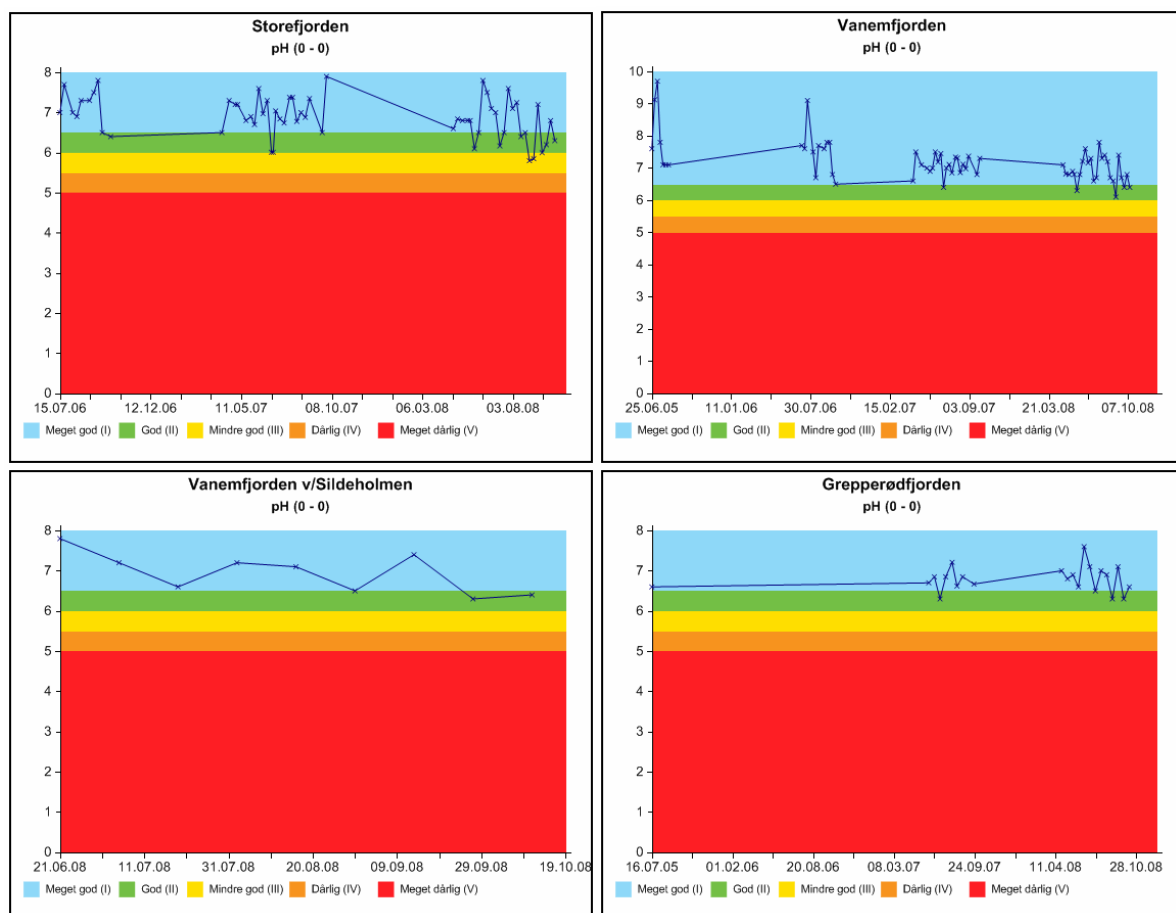 Storefjorden
pH (0 - 0)
8
7
6
5
4
3
2
1
0
15.07.06 12.12.06 11.05.07 08.10.07 06.03.08 03.08.08
Meget god (I) God (II) Mindre god (III) Dårlig (IV) Meget dårlig (V)
Vanemfjorden
pH (0 - 0)
10
9
8
7
6
5
4
3
2
1
0
25.06.05 11.01.06 30.07.06 15.02.07 03.09.07 21.03.08 07.10.08
Meget god (I) God (II) Mindre god (III) Dårlig (IV) Meget dårlig (V)
Vanemfjorden v/Sildeholmen
pH (0 - 0)
8
7
6
5
4
3
2
1
0
21.06.08 11.07.08 31.07.08 20.08.08 09.09.08 29.09.08 19.10.08
Meget god (I) God (II) Mindre god (III) Dårlig (IV) Meget dårlig (V)
Grepperødfjorden
pH (0 - 0)
8
7
6
5
4
3
2
1
0
16.07.05 01.02.06 20.08.06 08.03.07 24.09.07 11.04.08 28.10.08
Meget god (I) God (II) Mindre god (III) Dårlig (IV) Meget dårlig (V)